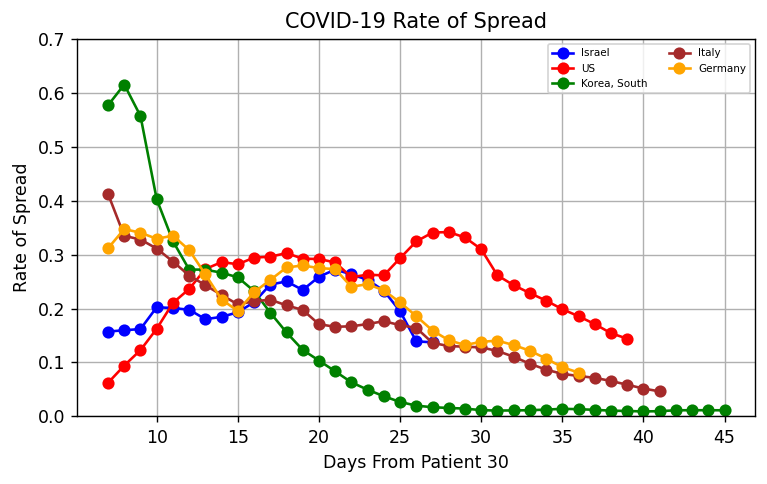 COVID-19 Rate of Spread
Israel
US
Korea, South
Italy
Germany
0.7
0.6
0.5
0.4
0.3
0.2
0.1
0.0
Rate of Spread
10 15 20 25 30 35 40 45
Days From Patient 30